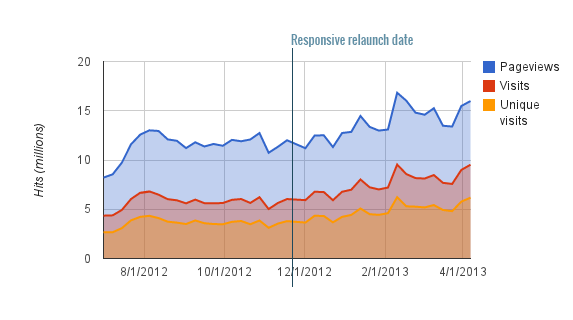 Responsive relaunch date
20
15
10
5
0
Hits (millions)
8/1/2012
10/1/2012
12/1/2012
2/1/2013
4/1/2013
Pageviews
Visits
Unique
visits